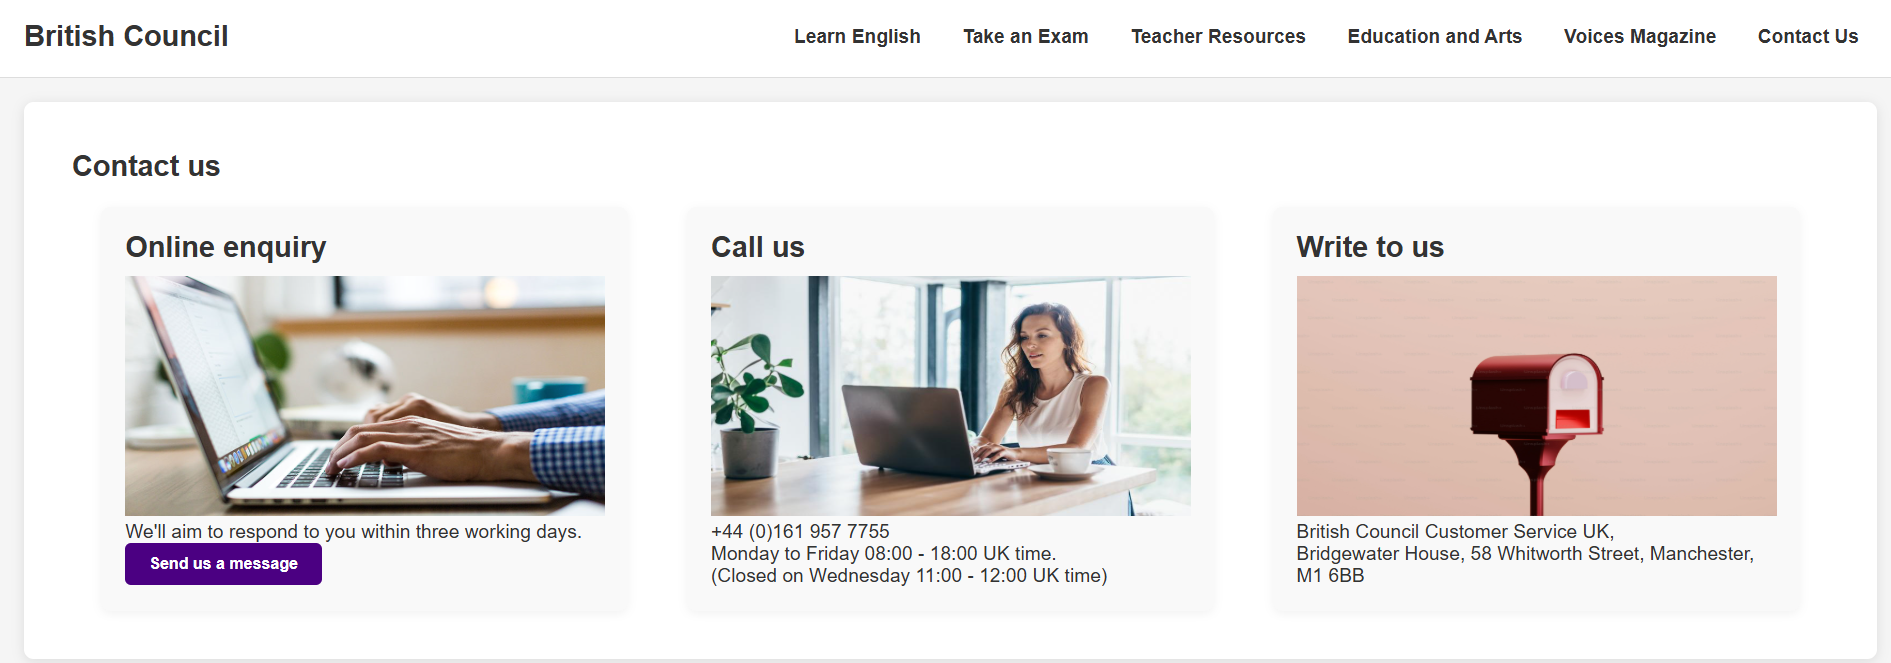 British Council
Learn English
Take an Exam
Teacher Resources
Education and Arts
Voices Magazine
Contact Us
Contact us
Online enquiry
We'll aim to respond to you within three working days.
Send us a message
Call us
+44 (0)161 957 7755
Monday to Friday 08:00 - 18:00 UK time.
(Closed on Wednesday 11:00 - 12:00 UK time)
Write to us
British Council Customer Service UK,
Bridgewater House, 58 Whitworth Street, Manchester,
M1 6BB